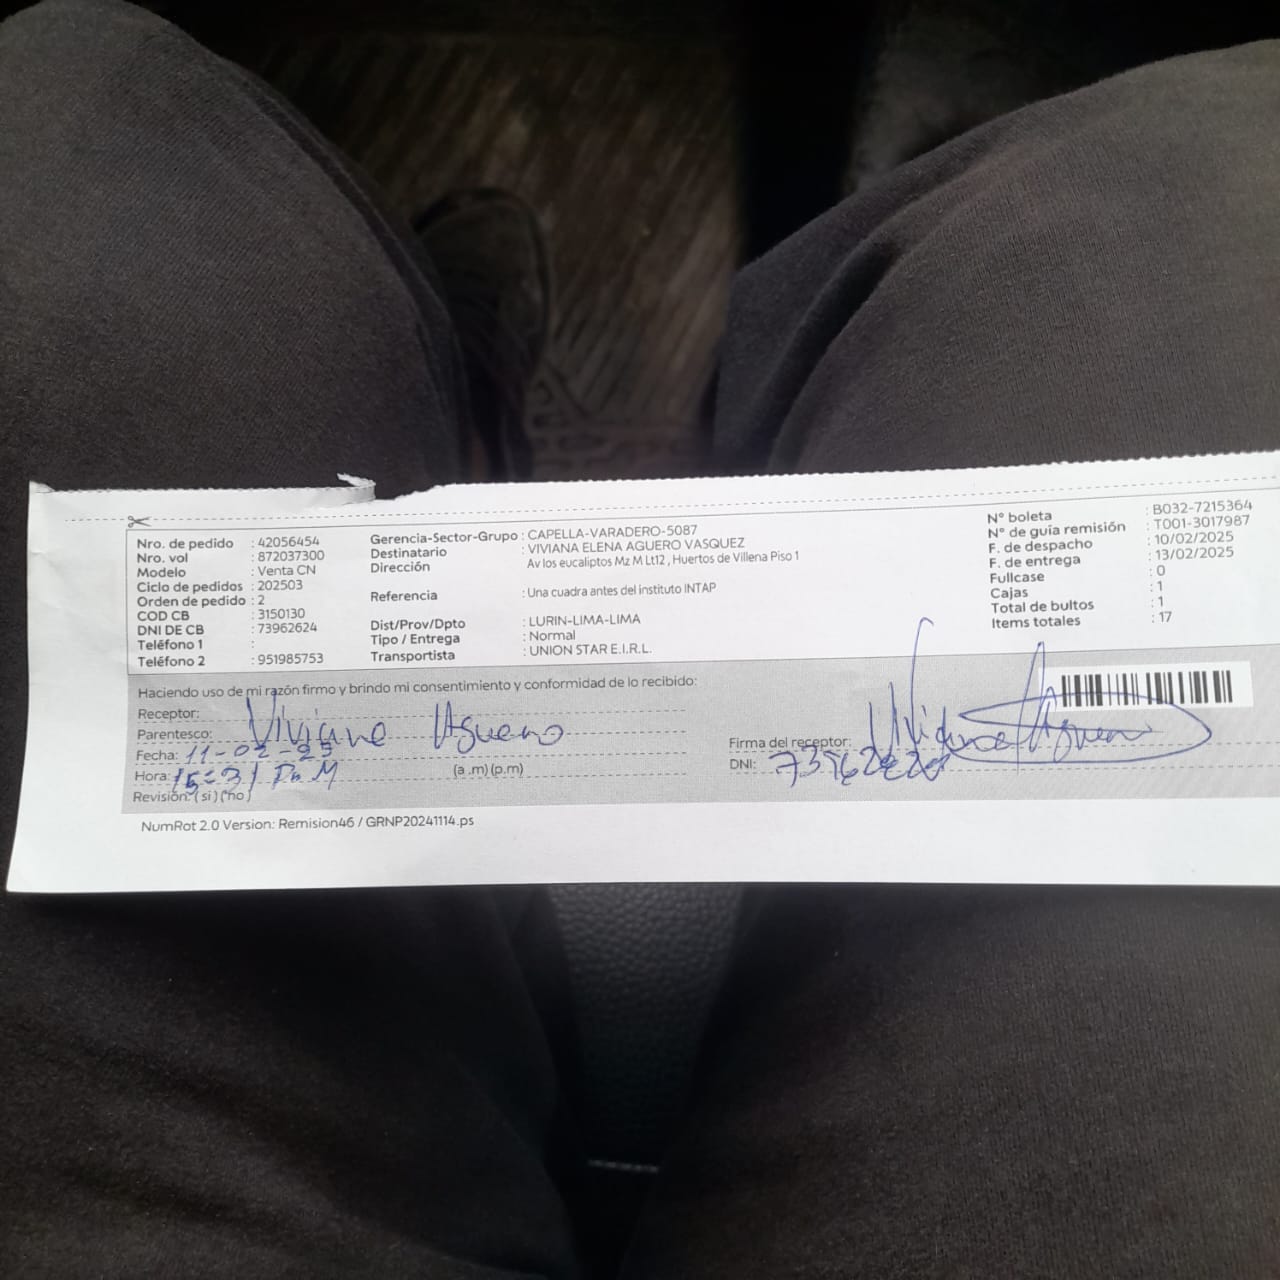 Nro. de pedido : 42056454
Nro. vol : 872037300
Modelo : Venta CN
Ciclo de pedidos : 202503
Orden de pedido : 2
COD CB : 3150130
DNI DE CB : 73962624
Teléfono 1 :
Teléfono 2 : 951985753
Gerencia-Sector-Grupo : CAPELLA-VARADERO-5087
Destinatario : VIVIANA ELENA AGUERO VASQUEZ
Dirección : Av los eucaliptos Mz M Lt12 , Huertos de Villena Piso 1
Referencia : Una cuadra antes del instituto INTAP
Dist/Prov/Dpto : LURIN-LIMA-LIMA
Tipo / Entrega : Normal
Transportista : UNION STAR E.I.R.L.
N° boleta : B032-7215364
N° de guía remisión : T001-3017987
F. de despacho : 10/02/2025
F. de entrega : 13/02/2025
Fullcase : 0
Cajas : 1
Total de bultos : 1
Items totales : 17
Haciendo uso de mi razón firmo y brindo mi consentimiento y conformidad de lo recibido:
Receptor:
Parentesco: Viviana Aguero
Fecha: 11-02-25
Hora: 15:31 P.M (a.m) (p.m)
Revisión: (si) (no)
Firma del receptor: Viviana Aguero
DNI:
NumRot 2.0 Version: Remision46 / GRNP20241114.ps